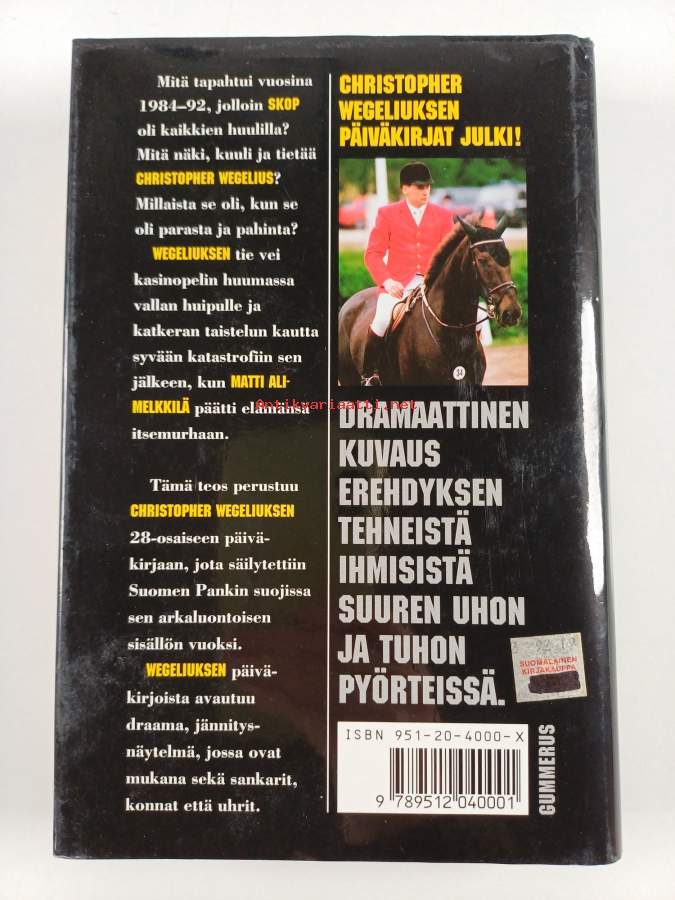 Mitä tapahtui vuosina
1984–92, jolloin SKOP
oli kaikkien huulilla?
Mitä näki, kuuli ja tietää
CHRISTOPHER WEGELIUS?
Millaista se oli, kun se
oli parasta ja pahinta?
WEGELIUKSEN tie vei
kasinopelin huumassa
vallan huipulle ja
katkeran taistelun kautta
syvään katastrofiin sen
jälkeen, kun MATTI ALI-
MELKKILÄ päätti elämänsä
itsemurhaan.
Tämä teos perustuu
CHRISTOPHER WEGELIUKSEN
28-osaiseen päivä-
kirjaan, jota säilytettiin
Suomen Pankin suojissa
sen arkaluontoisen
sisällön vuoksi.
WEGELIUKSEN päivä-
kirjoista avautuu
draama, jännitys-
näytelmä, jossa ovat
mukana sekä sankarit,
konnat että uhrit.
CHRISTOPHER
WEGELIUKSEN
PÄIVÄKIRJAT JULKI!
34
Antikvariaatti.net
DRAMAATTINEN
KUVAUS
EREHDYKSEN
TEHNEISTÄ
IHMISISTÄ
SUUREN UHON
JA TUHON
PYÖRTEISSÄ.
SUOMALAINEN
KIRJAKAUPPA
ISBN 951-20-4000-X
9 789512 040001
GUMMERUS